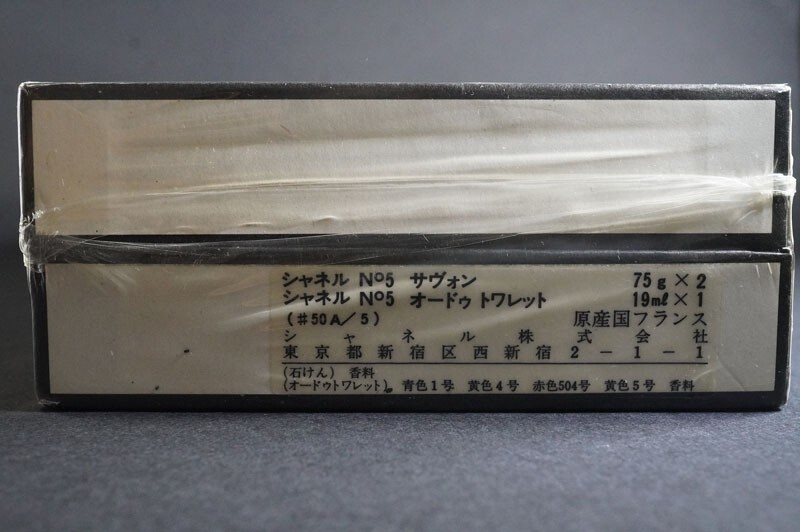 シャネル Nº5 サヴォン 75g×2
シャネル Nº5 オードゥ トワレット 19㎖×1
(♯50A/5) 原産国フランス
シャネル株式会社
東京都新宿区西新宿2-1-1
(石けん) 香料
(オードゥトワレット) 青色1号 黄色4号 赤色504号 黄色5号 香料